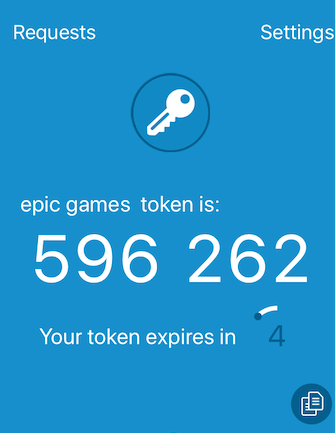 Requests Settings
epic games token is:
596 262
Your token expires in 4